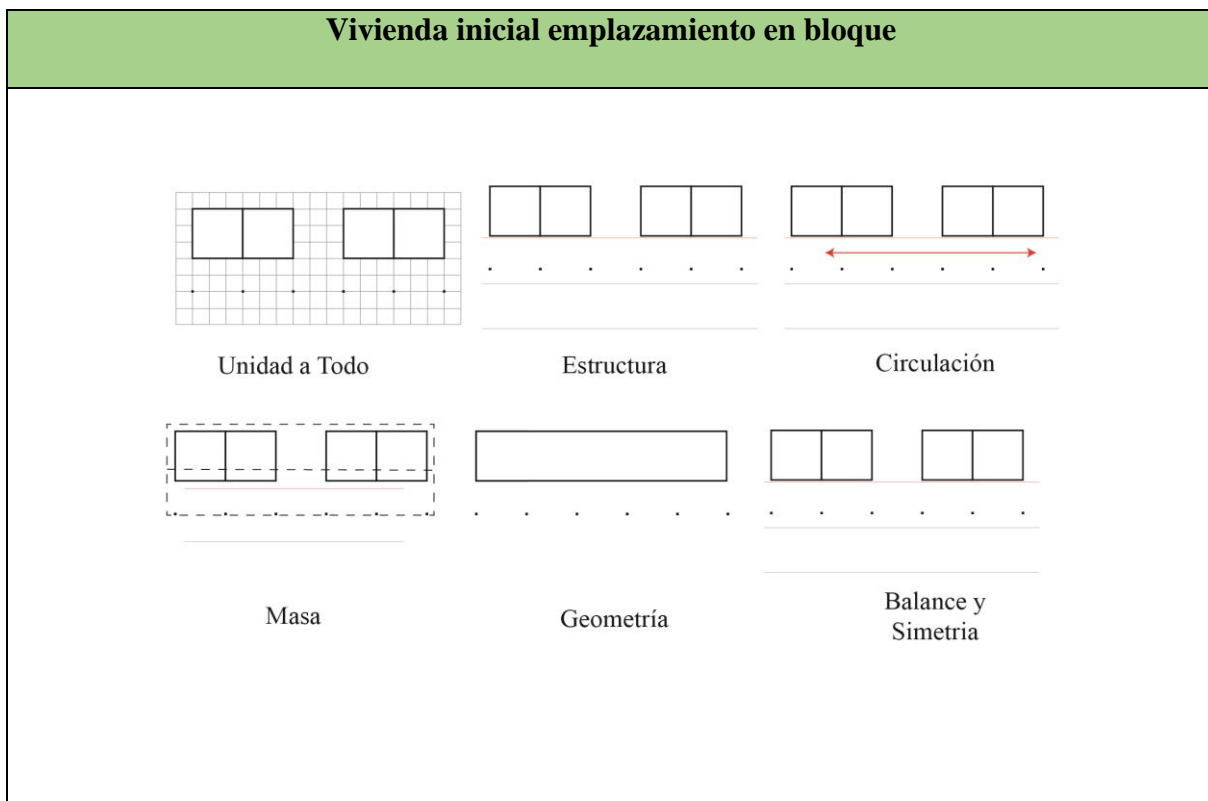 Vivienda inicial emplazamiento en bloque
Unidad a Todo
Estructura
Circulación
Masa
Geometría
Balance y
Simetria